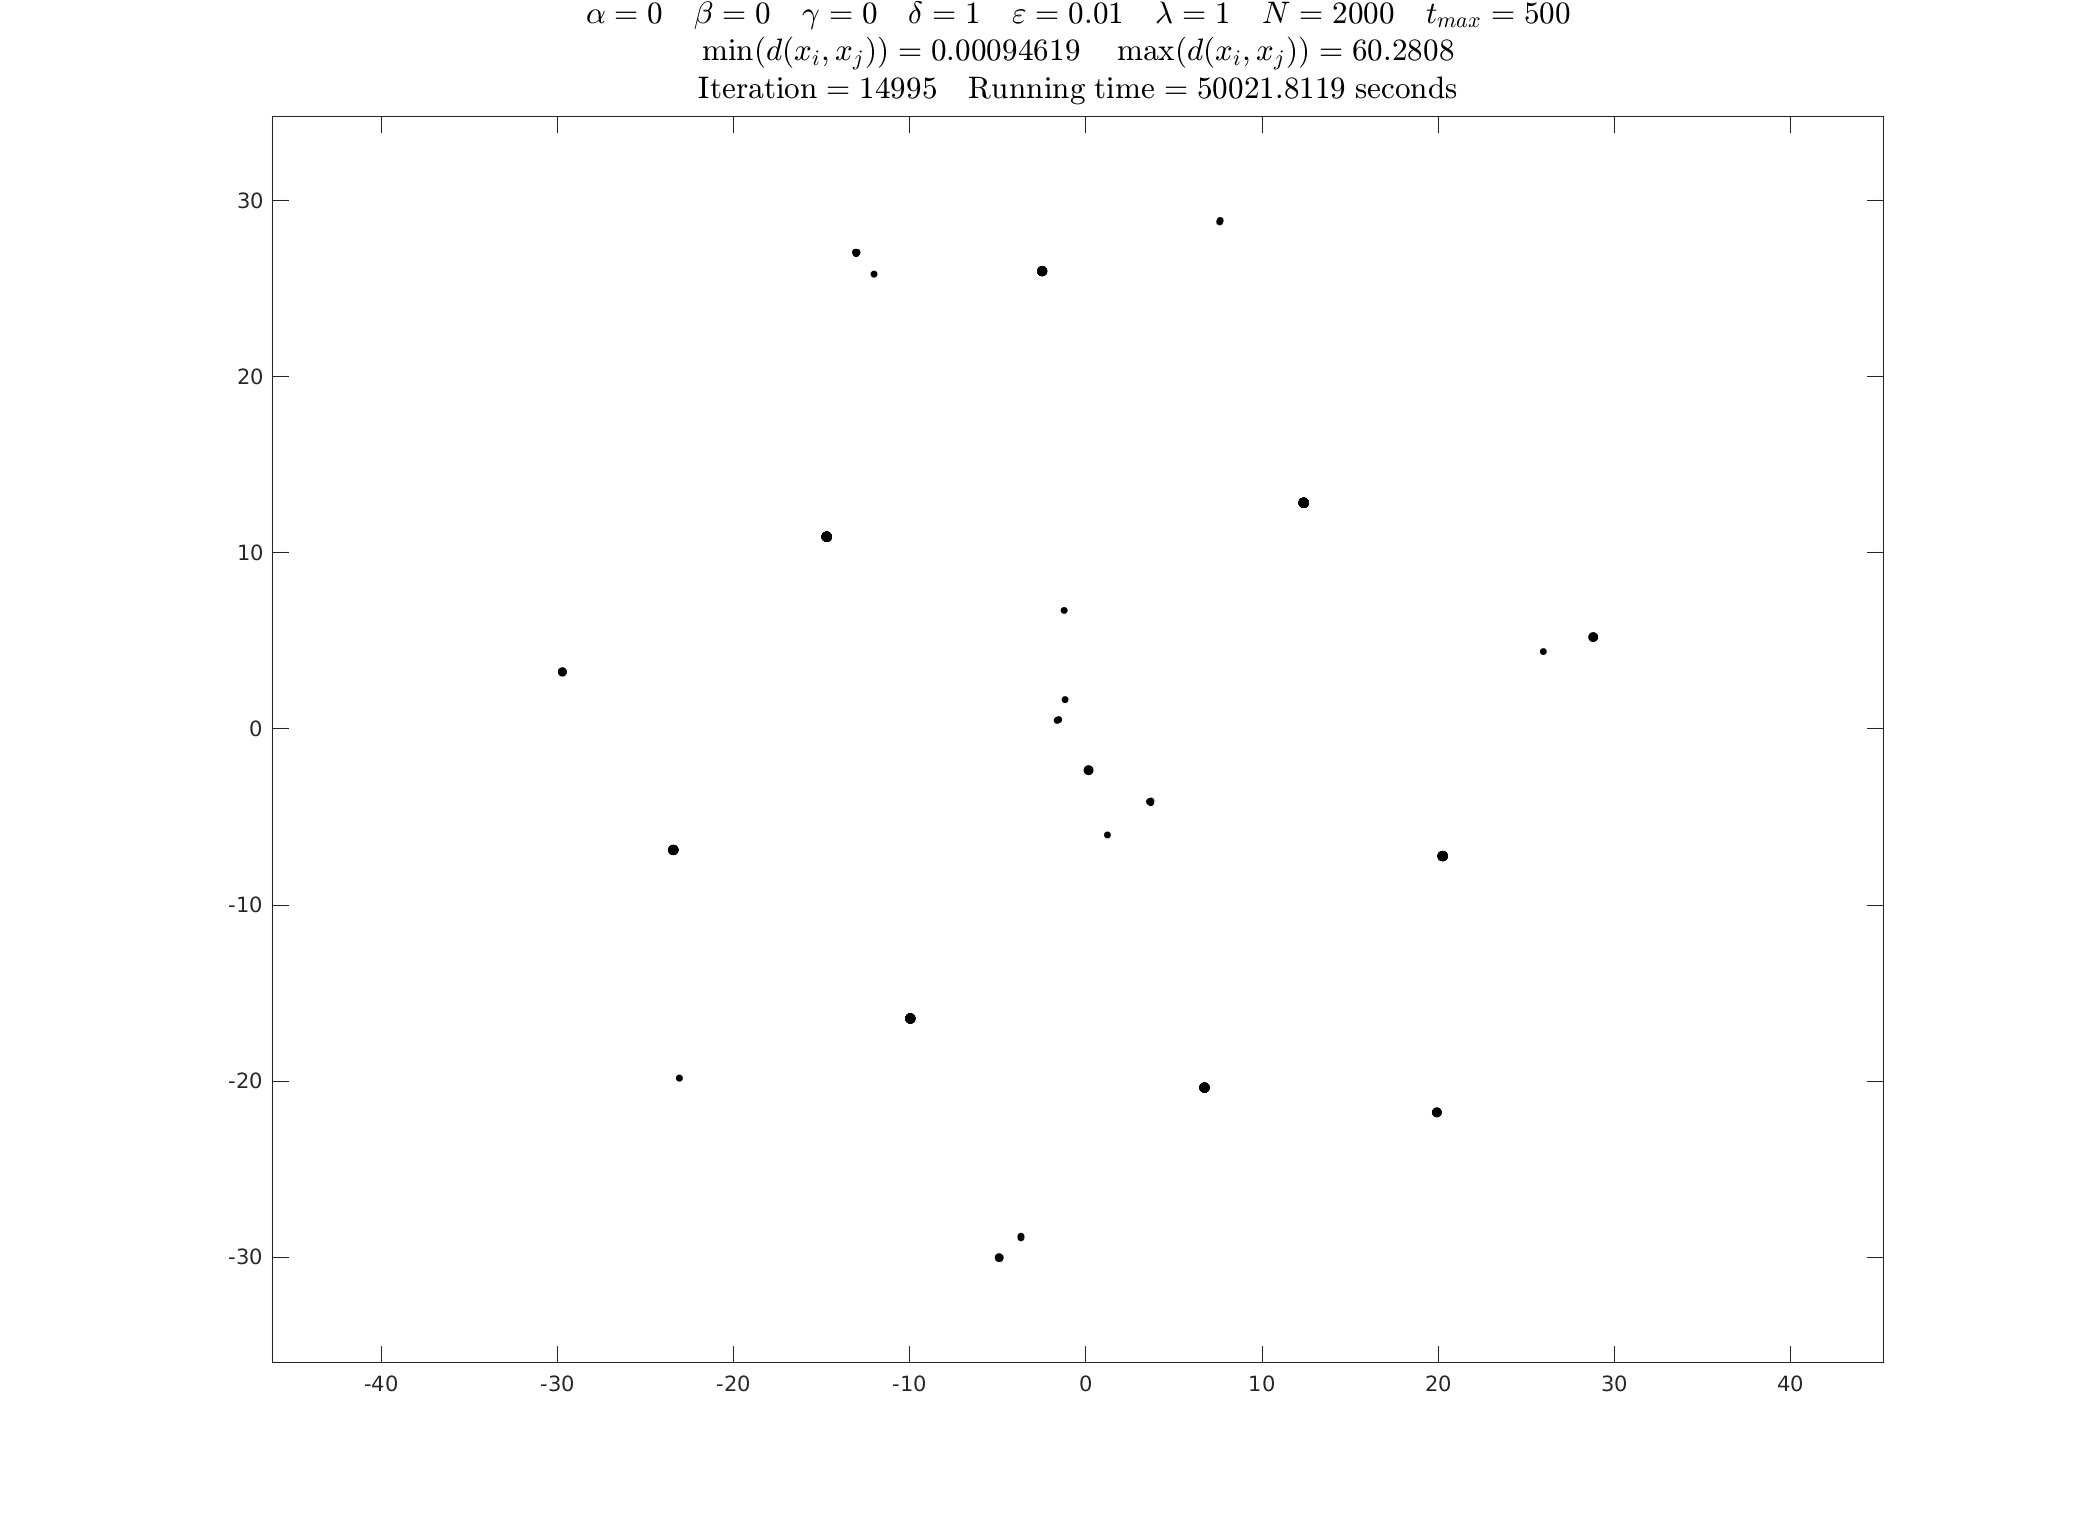 α = 0 β = 0 γ = 0 δ = 1 ε = 0.01 λ = 1 N = 2000 t_max = 500
min(d(x_i, x_j)) = 0.00094619 max(d(x_i, x_j)) = 60.2808
Iteration = 14995 Running time = 50021.8119 seconds
30
20
10
0
-10
-20
-30
-40 -30 -20 -10 0 10 20 30 40